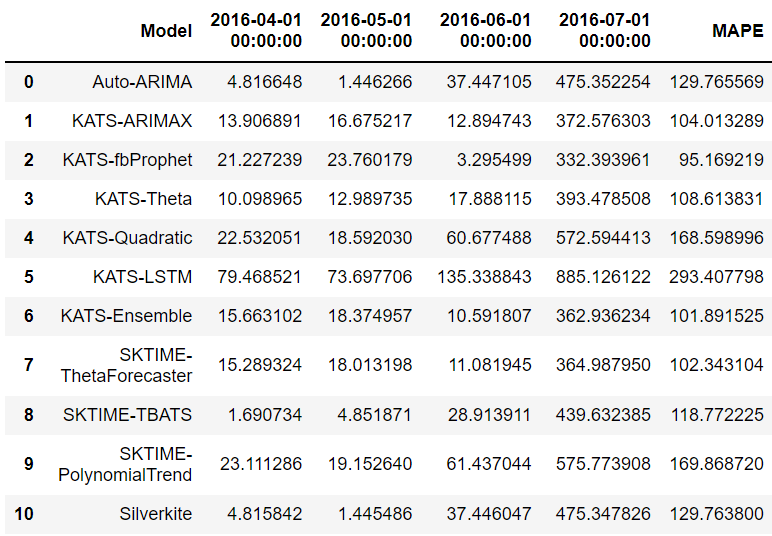 Model 2016-04-01 00:00:00 2016-05-01 00:00:00 2016-06-01 00:00:00 2016-07-01 00:00:00 MAPE
0 Auto-ARIMA 4.816648 1.446266 37.447105 475.352254 129.765569
1 KATS-ARIMAX 13.906891 16.675217 12.894743 372.576303 104.013289
2 KATS-fbProphet 21.227239 23.760179 3.295499 332.393961 95.169219
3 KATS-Theta 10.098965 12.989735 17.888115 393.478508 108.613831
4 KATS-Quadratic 22.532051 18.592030 60.677488 572.594413 168.598996
5 KATS-LSTM 79.468521 73.697706 135.338843 885.126122 293.407798
6 KATS-Ensemble 15.663102 18.374957 10.591807 362.936234 101.891525
7 SKTIME-ThetaForecaster 15.289324 18.013198 11.081945 364.987950 102.343104
8 SKTIME-TBATS 1.690734 4.851871 28.913911 439.632385 118.772225
9 SKTIME-PolynomialTrend 23.111286 19.152640 61.437044 575.773908 169.868720
10 Silverkite 4.815842 1.445486 37.446047 475.347826 129.763800